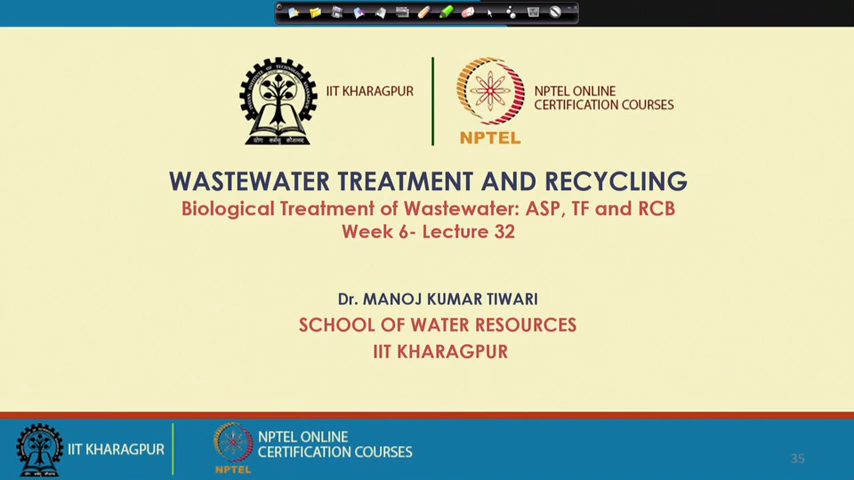 IIT KHARAGPUR
NPTEL
NPTEL ONLINE
CERTIFICATION COURSES
WASTEWATER TREATMENT AND RECYCLING
Biological Treatment of Wastewater: ASP, TF and RCB
Week 6- Lecture 32
Dr. MANOJ KUMAR TIWARI
SCHOOL OF WATER RESOURCES
IIT KHARAGPUR
IIT KHARAGPUR
NPTEL
NPTEL ONLINE
CERTIFICATION COURSES
35